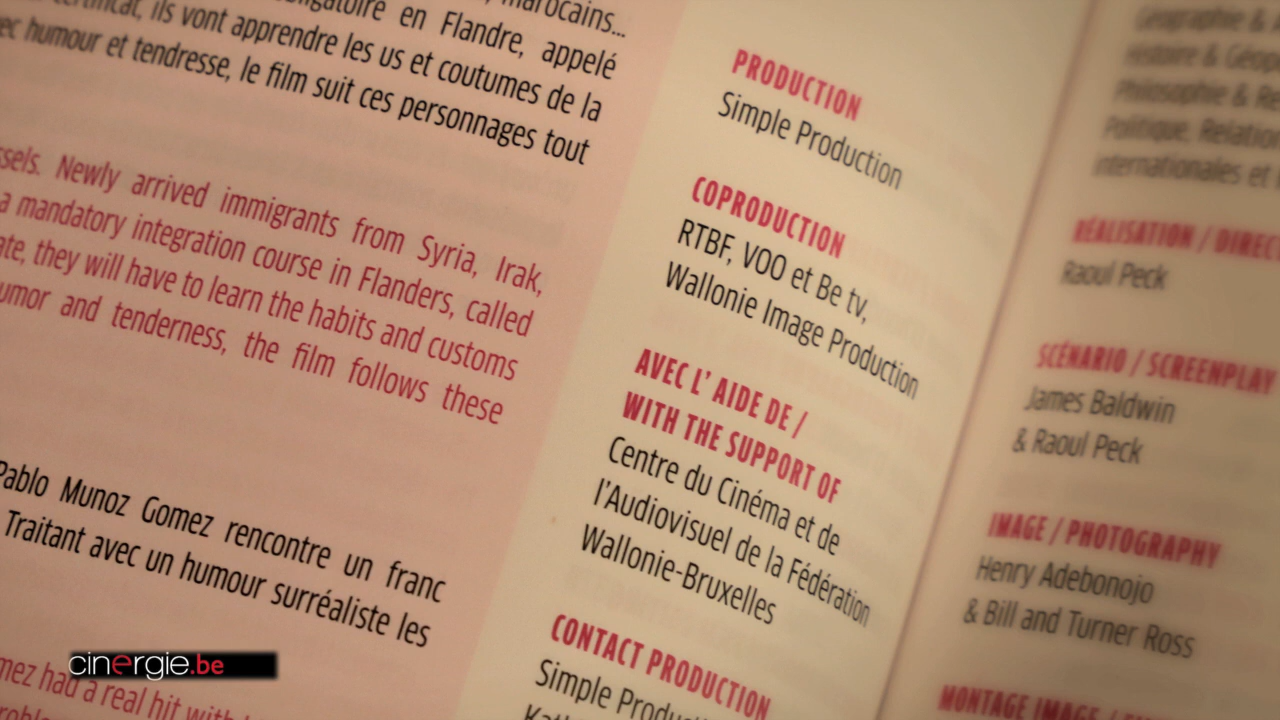 marocains...
obligatoire en Flandre, appelé
certificat, ils vont apprendre les us et coutumes de la
humour et tendresse, le film suit ces personnages tout
Newly arrived immigrants from Syria, Irak,
a mandatory integration course in Flanders, called
they will have to learn the habits and customs
umor and tenderness, the film follows these
Pablo Munoz Gomez rencontre un franc
Traitant avec un humour surréaliste les
mez had a real hit with
PRODUCTION
Simple Production
COPRODUCTION
RTBF, VOO et Be tv,
Wallonie Image Production
AVEC L' AIDE DE /
WITH THE SUPPORT OF
Centre du Cinéma et de
l'Audiovisuel de la Fédération
Wallonie-Bruxelles
CONTACT PRODUCTION
Simple Produ
Géographie &
Histoire & Géop
Philosophie & Re
Politique, Relation
internationales et
RÉALISATION / DIREC
Raoul Peck
SCÉNARIO / SCREENPLAY
James Baldwin
& Raoul Peck
IMAGE / PHOTOGRAPHY
Henry Adebonojo
& Bill and Turner Ross
MONTAGE IMAGE /
cinergie.be